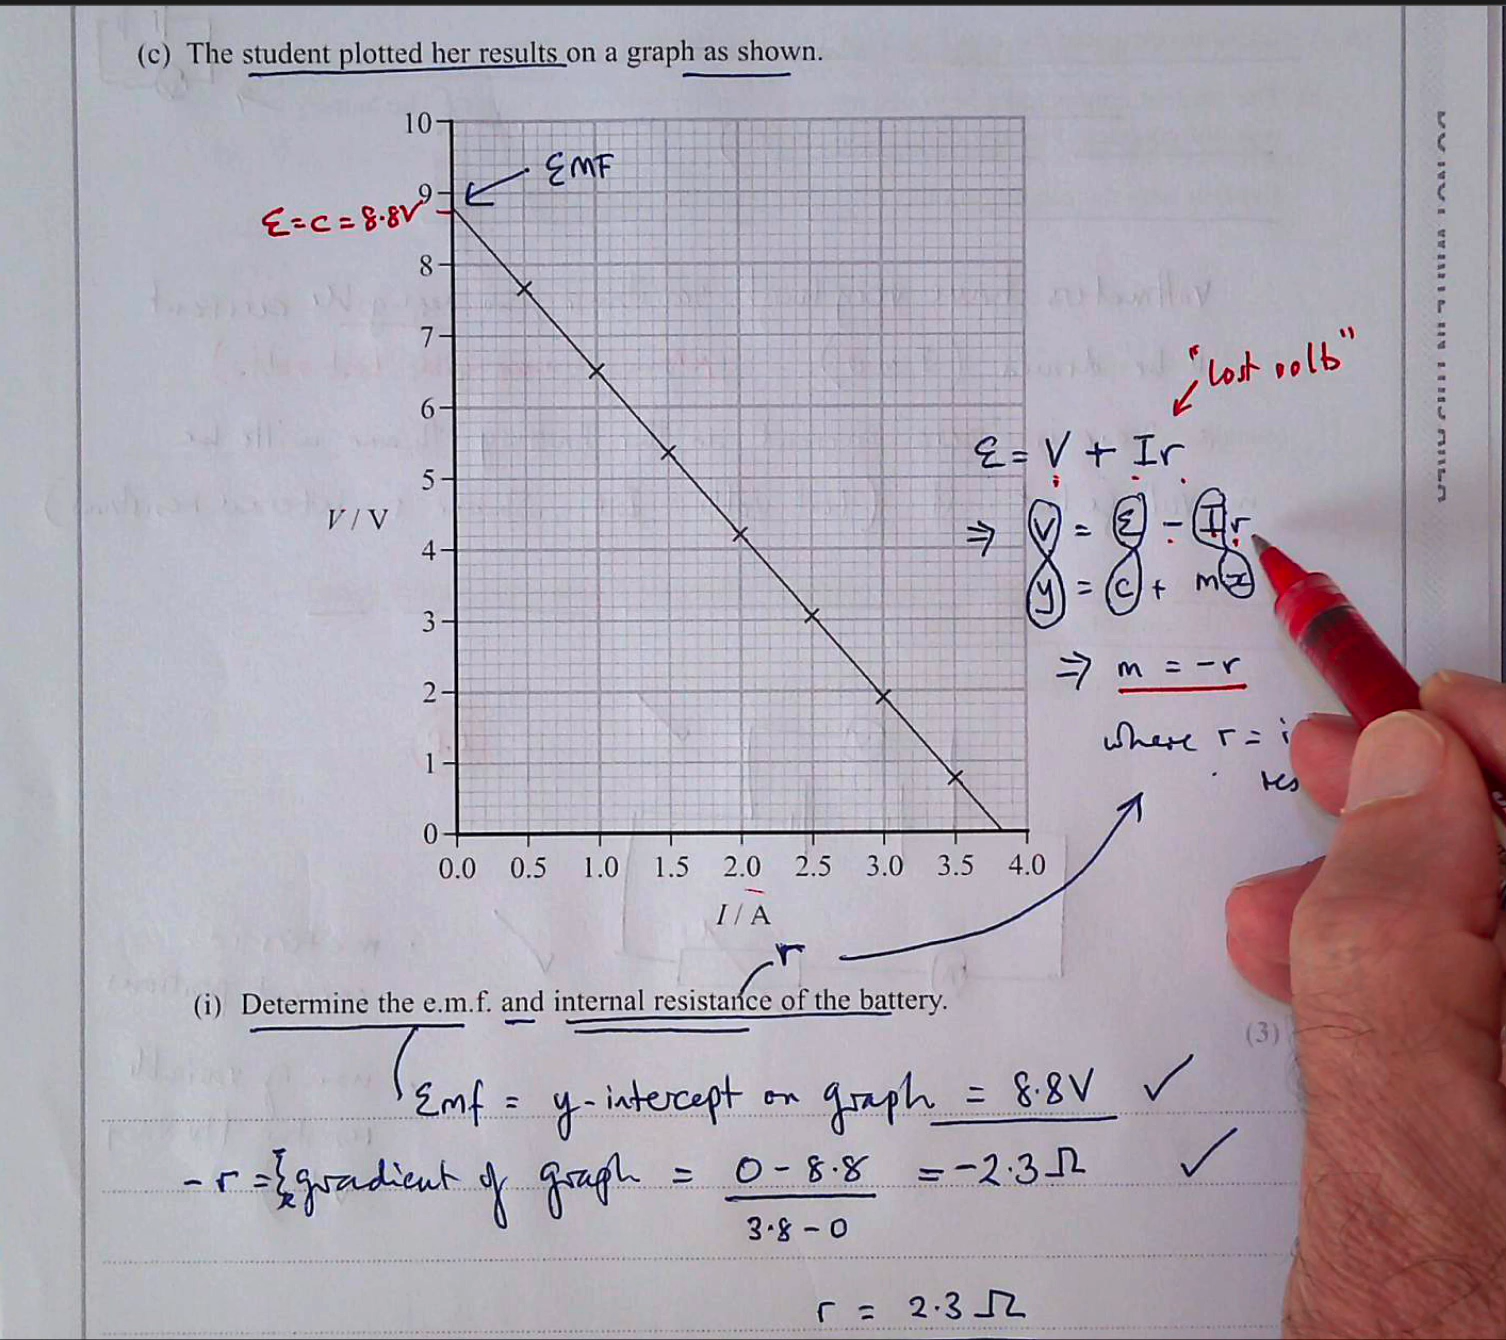 (c) The student plotted her results on a graph as shown.
10
EMF
9
Ɛ = c = 8.8V
8
7
"lost volts"
6
Ɛ = V + Ir
5
V / V
⇒ V = Ɛ - Ir
4
y = c + mx
3
⇒ m = -r
2
where r = i
1
res
0
0.0 0.5 1.0 1.5 2.0 2.5 3.0 3.5 4.0
I / A
r
(i) Determine the e.m.f. and internal resistance of the battery.
(3)
Emf = y-intercept on graph = 8.8V ✓
- r = gradient of graph = 0 - 8.8 / 3.8 - 0 = -2.3 Ω ✓
r = 2.3 Ω